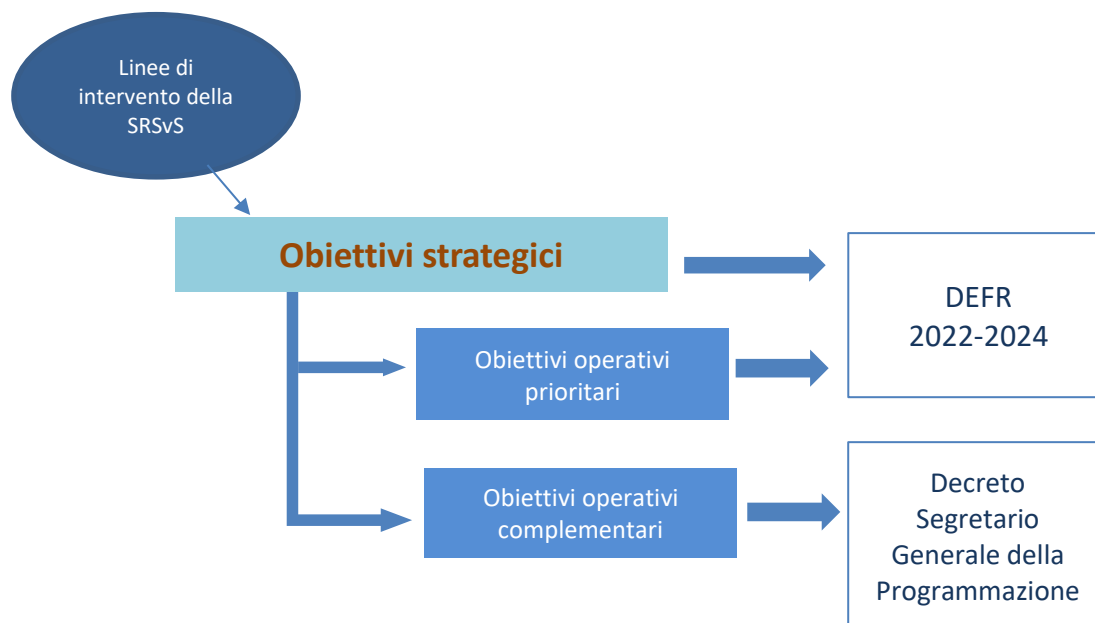 Linee di
intervento della
SRSvS
Obiettivi strategici
DEFR
2022-2024
Obiettivi operativi
prioritari
Obiettivi operativi
complementari
Decreto
Segretario
Generale della
Programmazione